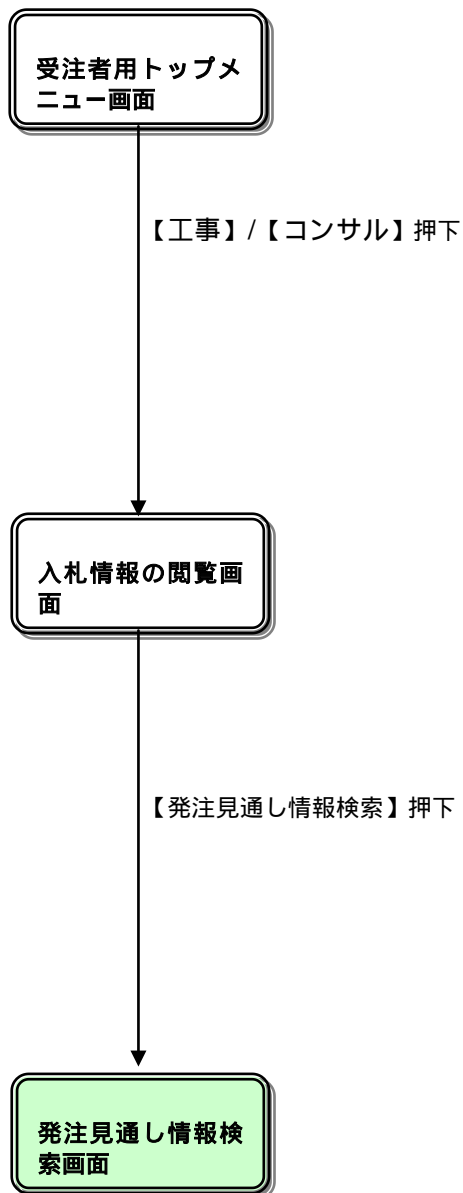 受注者用トップメ
ニュー画面
【工事】/【コンサル】押下
入札情報の閲覧画
面
【発注見通し情報検索】押下
発注見通し情報検
索画面